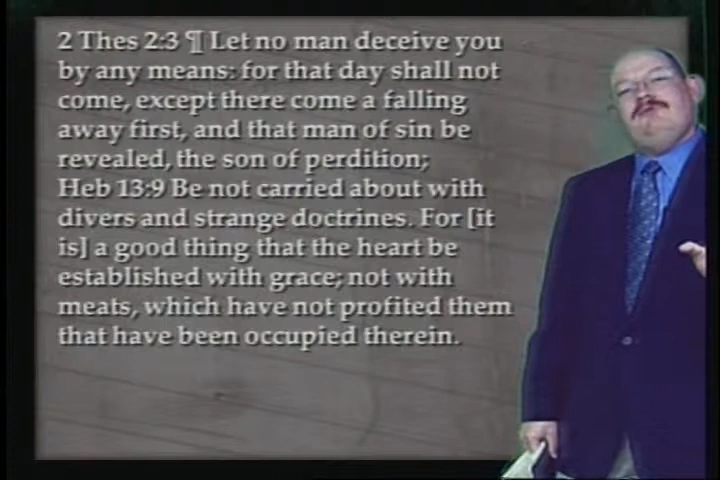 2 Thes 2:3 ¶ Let no man deceive you
by any means: for that day shall not
come, except there come a falling
away first, and that man of sin be
revealed, the son of perdition;
Heb 13:9 Be not carried about with
divers and strange doctrines. For [it
is] a good thing that the heart be
established with grace; not with
meats, which have not profited them
that have been occupied therein.